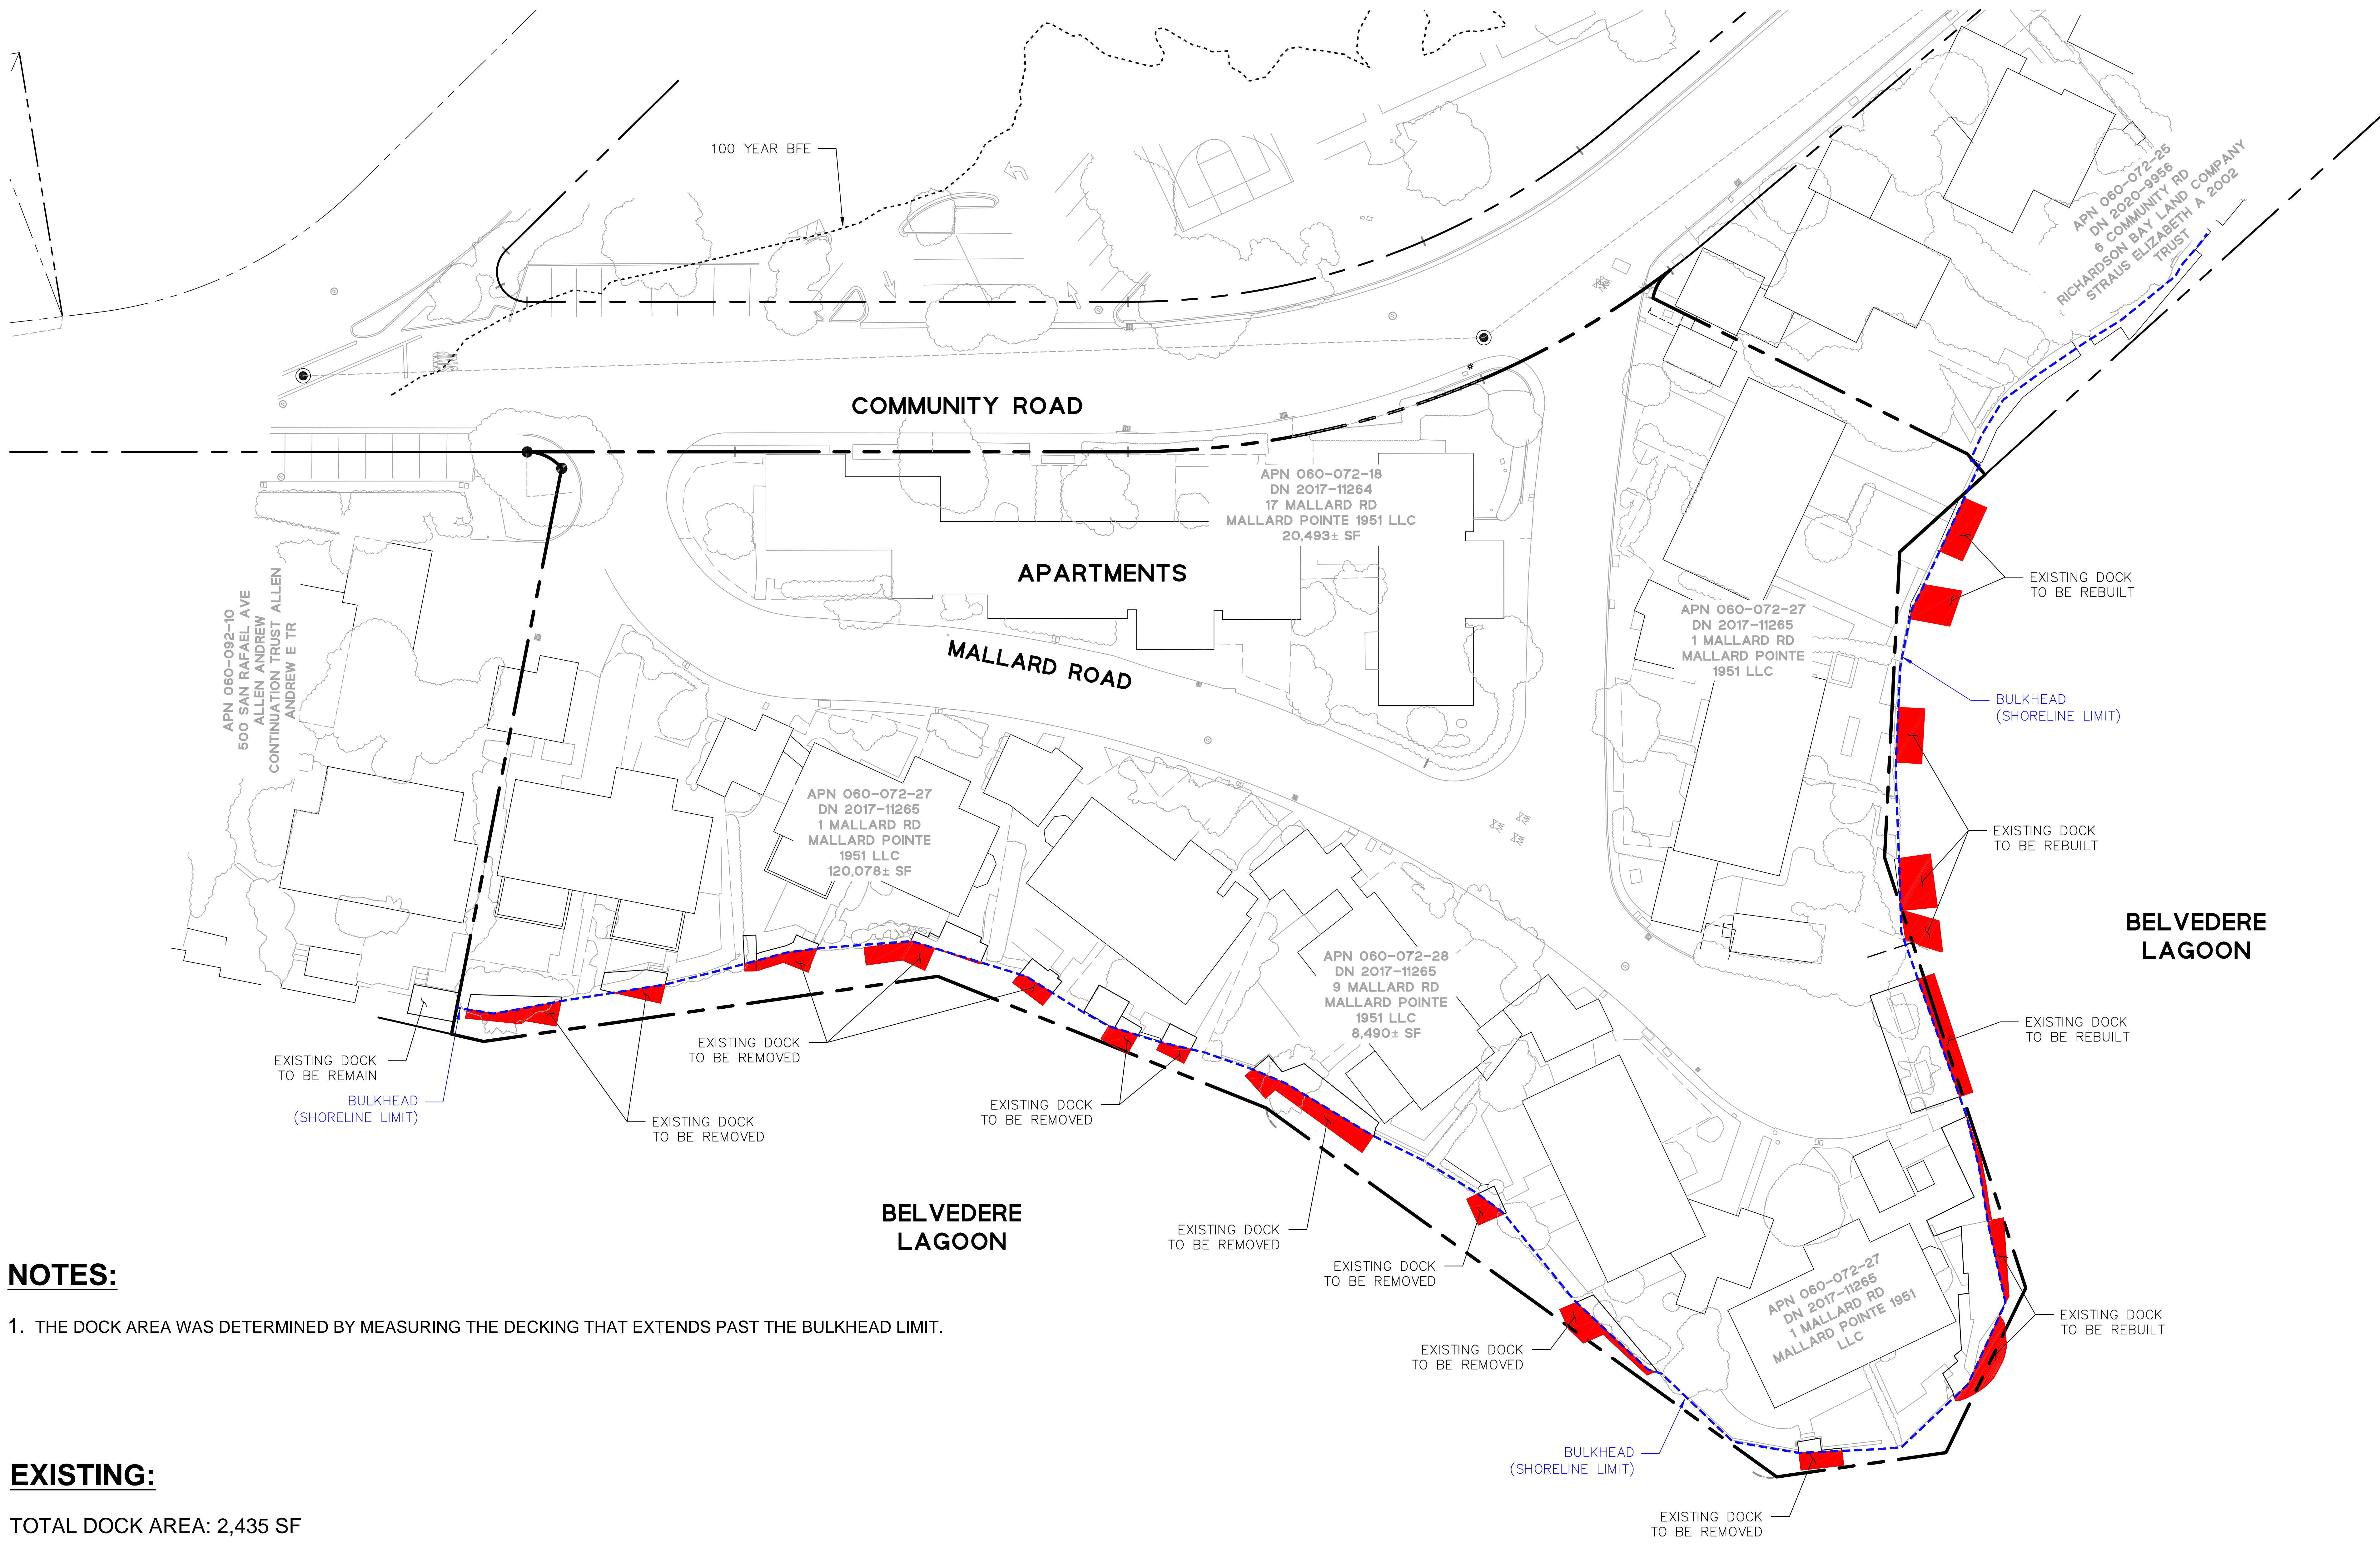 100 YEAR BFE
APN 060-072-25
DN 2020-9956
6 COMMUNITY RD
RICHARDSON BAY LAND COMPANY
STRAUS ELIZABETH A 2002
TRUST
COMMUNITY ROAD
APN 060-072-18
DN 2017-11264
17 MALLARD RD
MALLARD POINTE 1951 LLC
20,493± SF
APARTMENTS
EXISTING DOCK
TO BE REBUILT
APN 060-092-10
500 SAN RAFAEL AVE
ALLEN ANDREW
CONTINUATION TRUST ALLEN
ANDREW E TR
APN 060-072-27
DN 2017-11265
1 MALLARD RD
MALLARD POINTE
1951 LLC
MALLARD ROAD
BULKHEAD
(SHORELINE LIMIT)
APN 060-072-27
DN 2017-11265
1 MALLARD RD
MALLARD POINTE
1951 LLC
120,078± SF
EXISTING DOCK
TO BE REBUILT
BELVEDERE
LAGOON
APN 060-072-28
DN 2017-11265
9 MALLARD RD
MALLARD POINTE
1951 LLC
8,490± SF
EXISTING DOCK
TO BE REBUILT
EXISTING DOCK
TO BE REMOVED
EXISTING DOCK
TO BE REMAIN
BULKHEAD
(SHORELINE LIMIT)
EXISTING DOCK
TO BE REMOVED
EXISTING DOCK
TO BE REMOVED
BELVEDERE
LAGOON
EXISTING DOCK
TO BE REMOVED
EXISTING DOCK
TO BE REMOVED
APN 060-072-27
DN 2017-11265
1 MALLARD RD
MALLARD POINTE 1951
LLC
EXISTING DOCK
TO BE REBUILT
EXISTING DOCK
TO BE REMOVED
BULKHEAD
(SHORELINE LIMIT)
EXISTING DOCK
TO BE REMOVED
NOTES:
1. THE DOCK AREA WAS DETERMINED BY MEASURING THE DECKING THAT EXTENDS PAST THE BULKHEAD LIMIT.
EXISTING:
TOTAL DOCK AREA: 2,435 SF